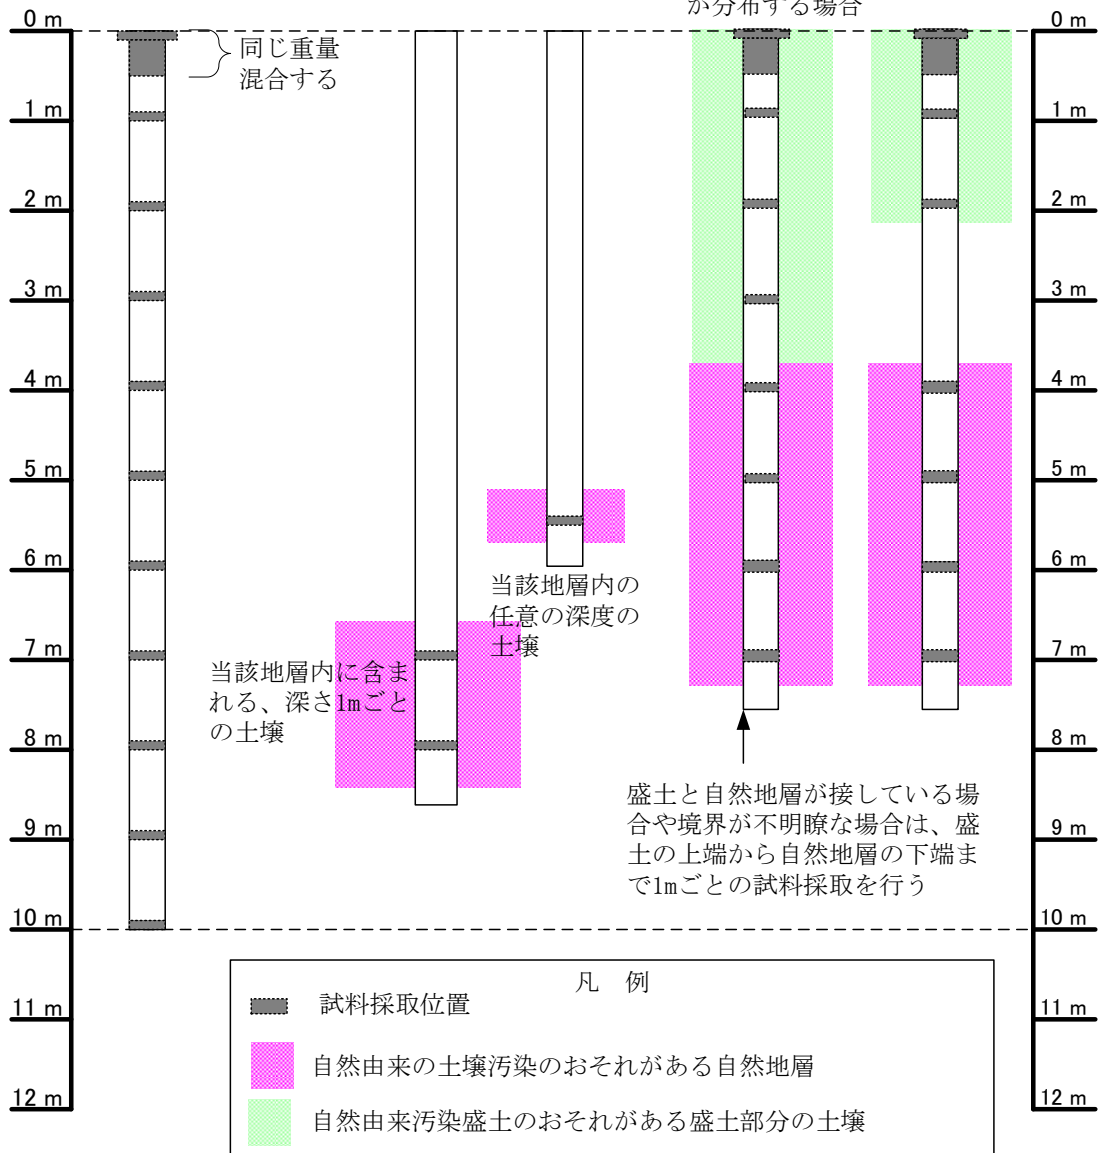 が分布する場合
0 m
1 m
2 m
3 m
4 m
5 m
6 m
7 m
8 m
9 m
10 m
11 m
12 m
同じ重量
混合する
当該地層内に含ま
れる、深さ1mごと
の土壌
当該地層内の
任意の深度の
土壌
盛土と自然地層が接している場
合や境界が不明瞭な場合は、盛
土の上端から自然地層の下端ま
で1mごとの試料採取を行う
0 m
1 m
2 m
3 m
4 m
5 m
6 m
7 m
8 m
9 m
10 m
11 m
12 m
凡 例
試料採取位置
自然由来の土壌汚染のおそれがある自然地層
自然由来汚染盛土のおそれがある盛土部分の土壌